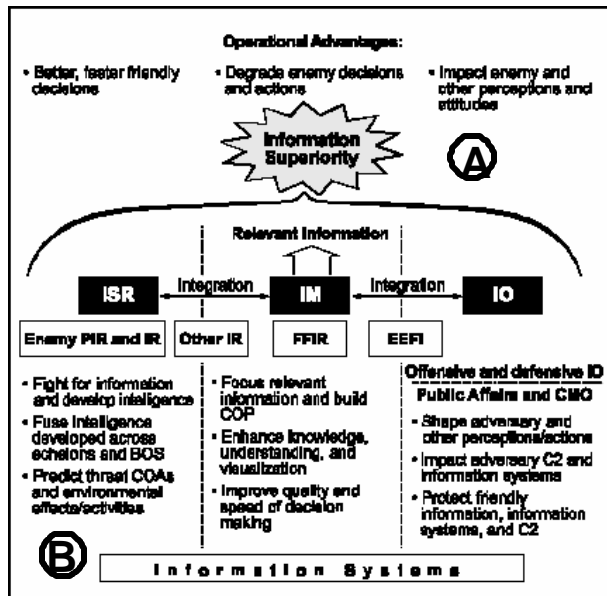 Operational Advantages:
• Better, faster friendly
decisions
• Degrade enemy decisions
and actions
• Impact enemy and
other perceptions and
attitudes
Information
Superiority
A
Relevant Information
ISR
Integration
IM
Integration
IO
Enemy PIR and IR
Other IR
FFIR
EEFI
• Fight for information
and develop intelligence
• Fuse Intelligence
developed across
echelons and BOS
• Predict threat COAs
and environmental
effects/activities
• Focus relevant
information and build
COP
• Enhance knowledge,
understanding, and
visualization
• Improve quality and
speed of decision
making
Offensive and defensive IO
Public Affairs and CMO
• Shape adversary and
other perceptions/actions
• Impact adversary C2 and
information systems
• Protect friendly
information, information
systems, and C2
B
Information Systems